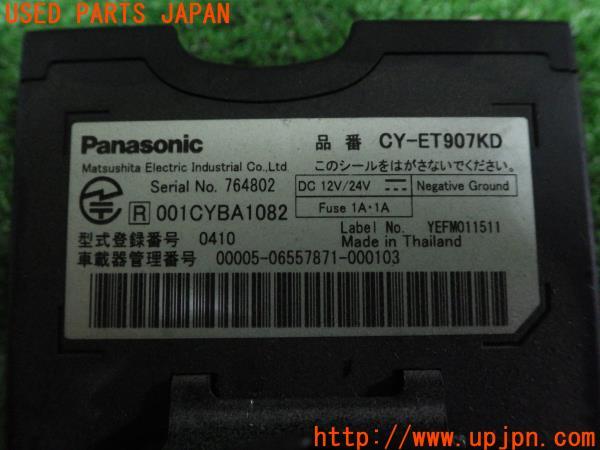 USED PARTS JAPAN
Panasonic 品番 CY-ET907KD
Matsushita Electric Industrial Co.,Ltd. このシールをはがさないでください。
Serial No. 764802 DC 12V/24V Negative Ground
R 001CYBA1082 Fuse 1A・1A
Label No. YEFM011511
型式登録番号 0410 Made in Thailand
車載器管理番号 00005-06557871-000103
UPJ
http://www.upjpn.com